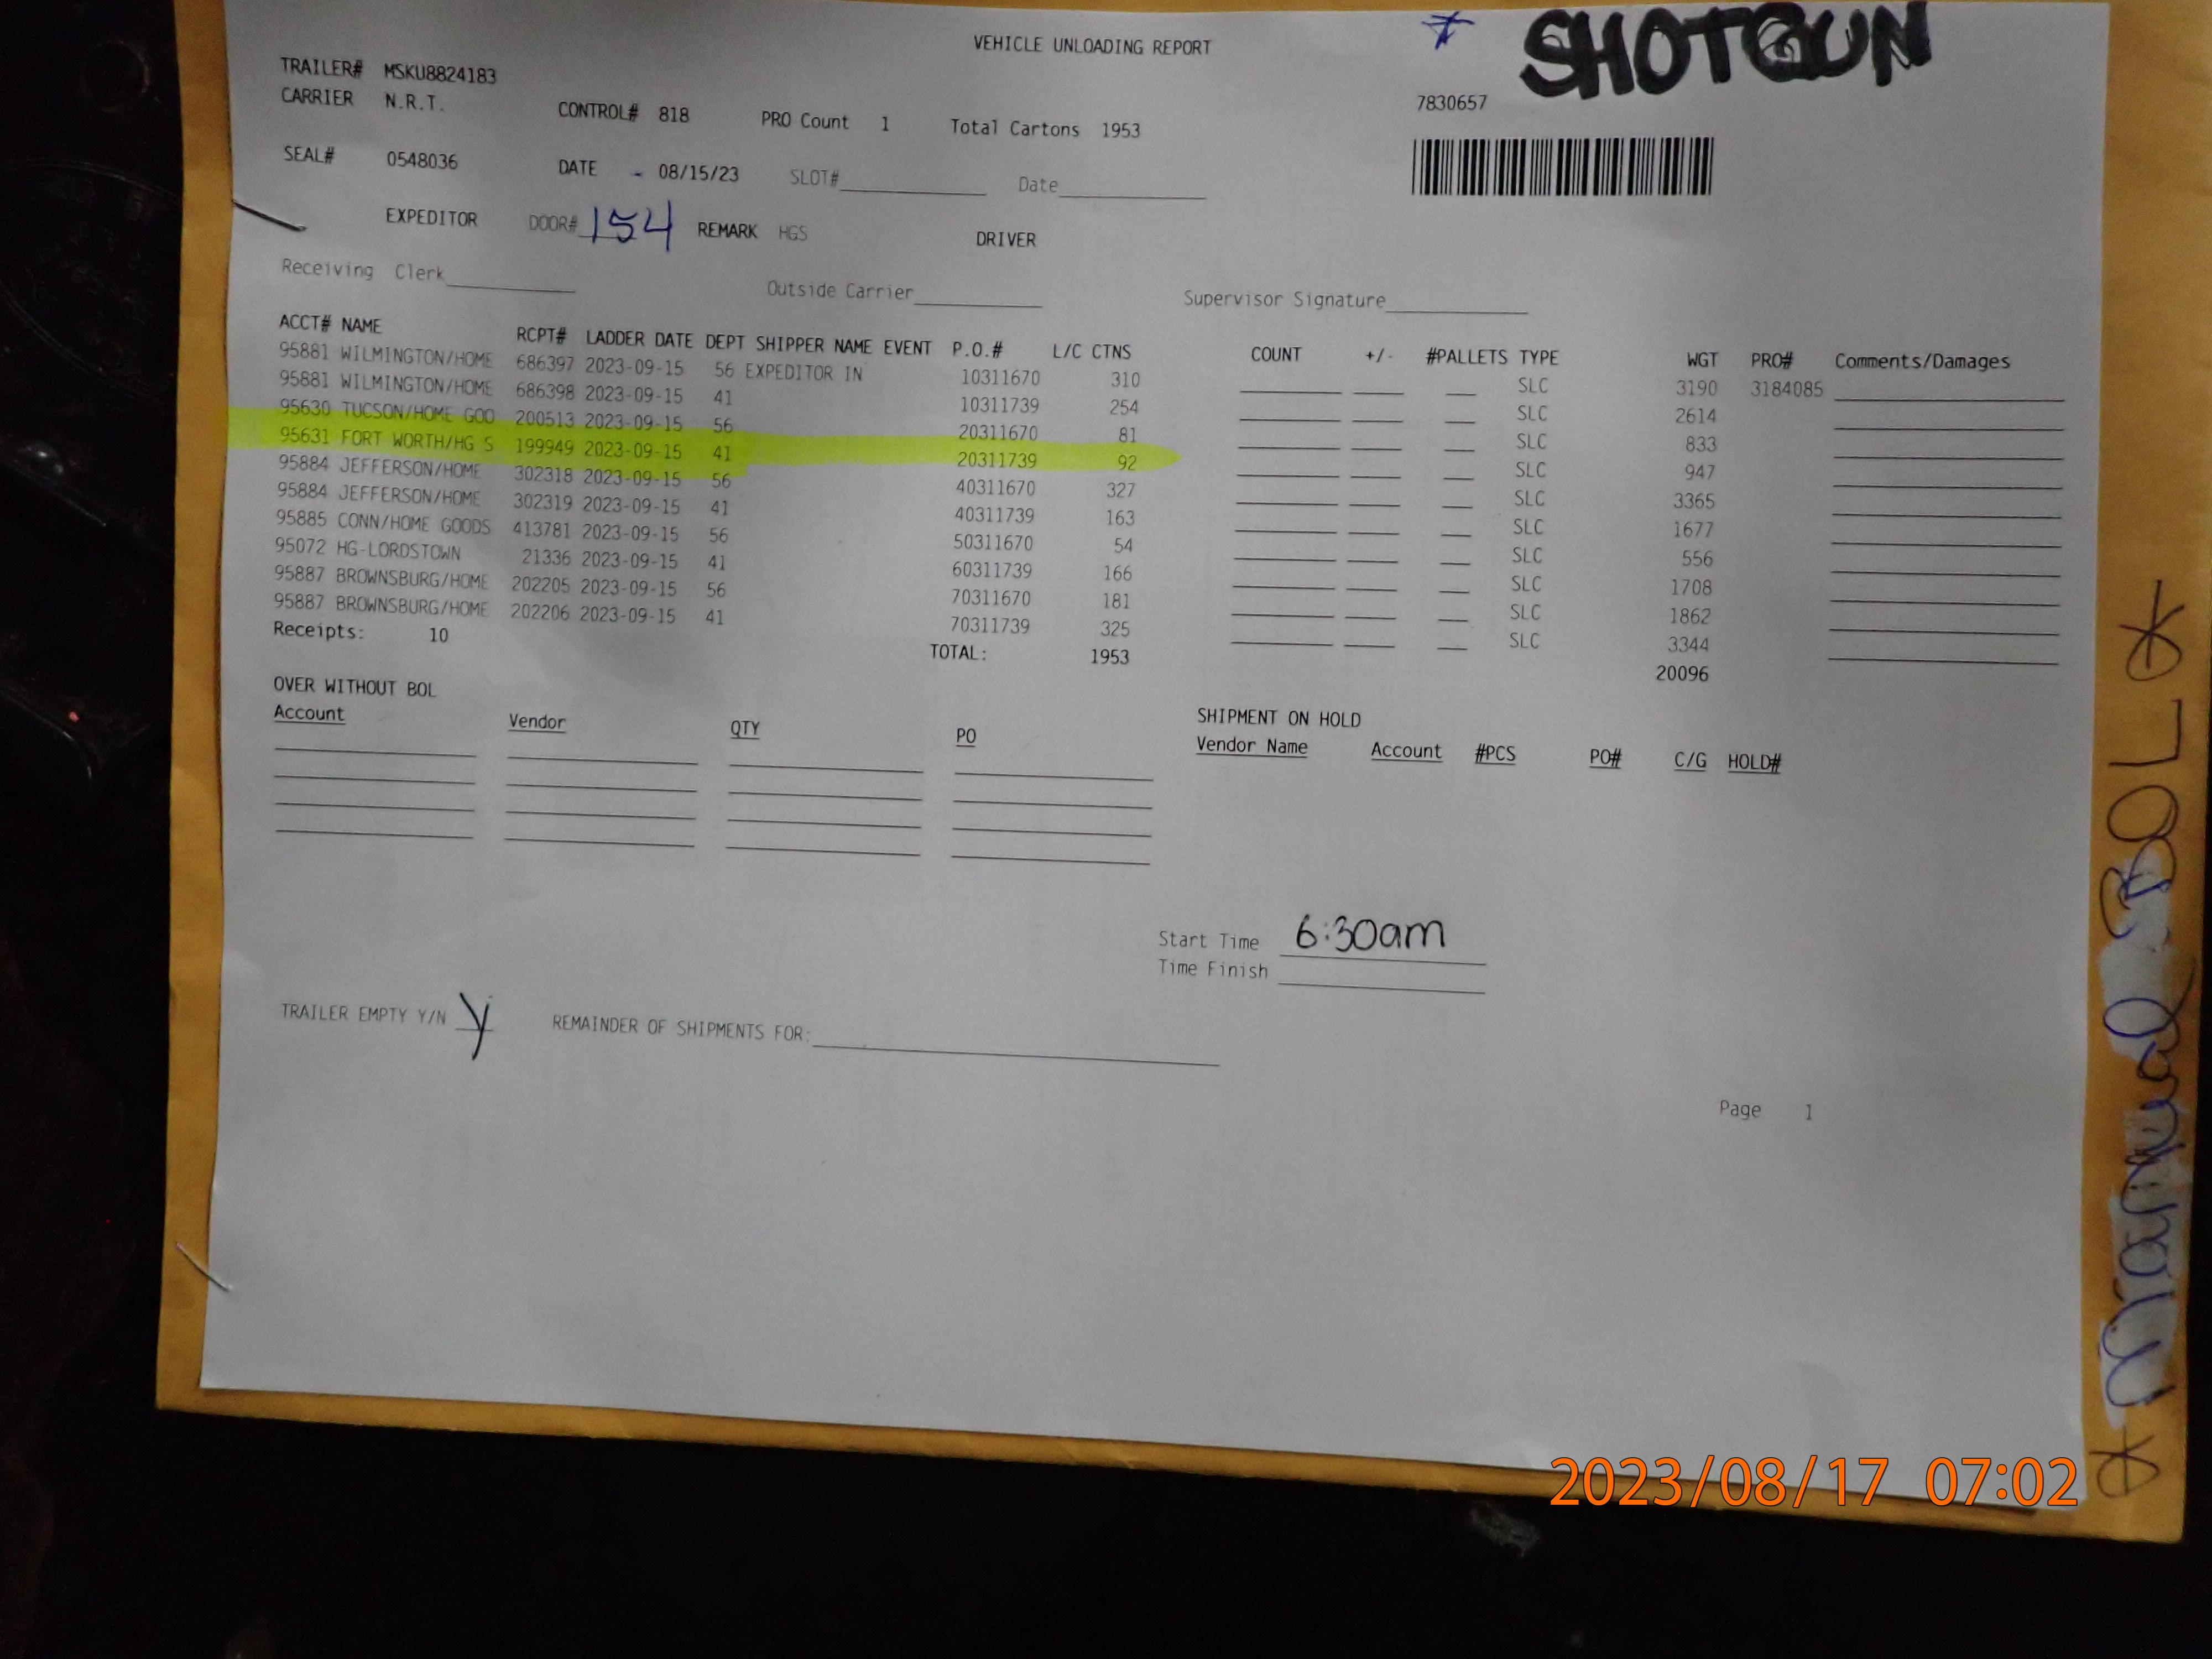 VEHICLE UNLOADING REPORT
* SHOTGUN
TRAILER# MSKU8824183
CARRIER N.R.T. CONTROL# 818 PRO Count 1 Total Cartons 1953 7830657
SEAL# 0548036 DATE - 08/15/23 SLOT# Date
EXPEDITOR DOOR# 154 REMARK HGS DRIVER
Receiving Clerk Outside Carrier Supervisor Signature
ACCT# NAME RCPT# LADDER DATE DEPT SHIPPER NAME EVENT P.O.# L/C CTNS COUNT +/- #PALLETS TYPE WGT PRO# Comments/Damages
95881 WILMINGTON/HOME 686397 2023-09-15 56 EXPEDITOR IN 10311670 310 SLC 3190 3184085
95881 WILMINGTON/HOME 686398 2023-09-15 41 10311739 254 SLC 2614
95630 TUCSON/HOME GOO 200513 2023-09-15 56 20311670 81 SLC 833
95631 FORT WORTH/HG S 199949 2023-09-15 41 20311739 92 SLC 947
95884 JEFFERSON/HOME 302318 2023-09-15 56 40311670 327 SLC 3365
95884 JEFFERSON/HOME 302319 2023-09-15 41 40311739 163 SLC 1677
95885 CONN/HOME GOODS 413781 2023-09-15 56 50311670 54 SLC 556
95072 HG-LORDSTOWN 21336 2023-09-15 41 60311739 166 SLC 1708
95887 BROWNSBURG/HOME 202205 2023-09-15 56 70311670 181 SLC 1862
95887 BROWNSBURG/HOME 202206 2023-09-15 41 70311739 325 SLC 3344
Receipts: 10 TOTAL: 1953 20096
OVER WITHOUT BOL
Account Vendor QTY PO
SHIPMENT ON HOLD
Vendor Name Account #PCS PO# C/G HOLD#
Start Time 6:30am
Time Finish
TRAILER EMPTY Y/N y REMAINDER OF SHIPMENTS FOR:
Page 1
* Manual BOL *
2023/08/17 07:02